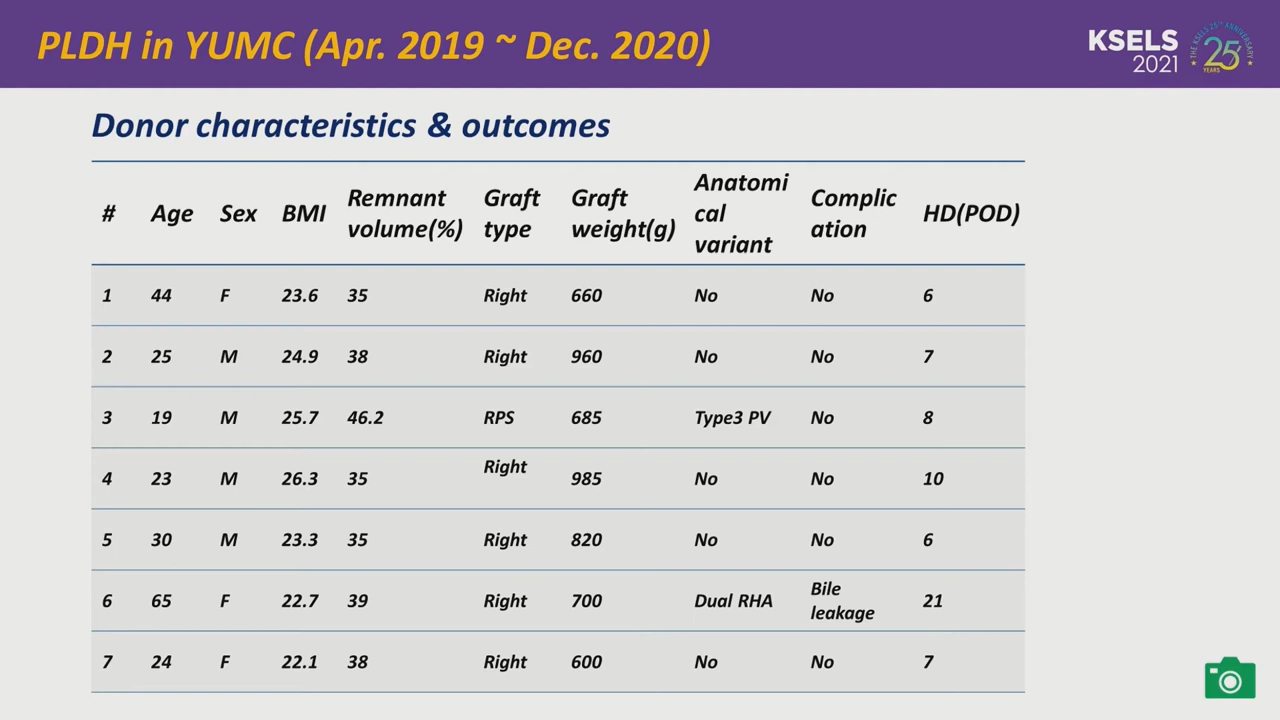 PLDH in YUMC (Apr. 2019 ~ Dec. 2020)
KSELS
2021
THE KSELS 25TH ANNIVERSARY
25
YEARS
Donor characteristics & outcomes
# Age Sex BMI Remnant volume(%) Graft type Graft weight(g) Anatomi cal variant Complic ation HD(POD)
1 44 F 23.6 35 Right 660 No No 6
2 25 M 24.9 38 Right 960 No No 7
3 19 M 25.7 46.2 RPS 685 Type3 PV No 8
4 23 M 26.3 35 Right 985 No No 10
5 30 M 23.3 35 Right 820 No No 6
6 65 F 22.7 39 Right 700 Dual RHA Bile leakage 21
7 24 F 22.1 38 Right 600 No No 7